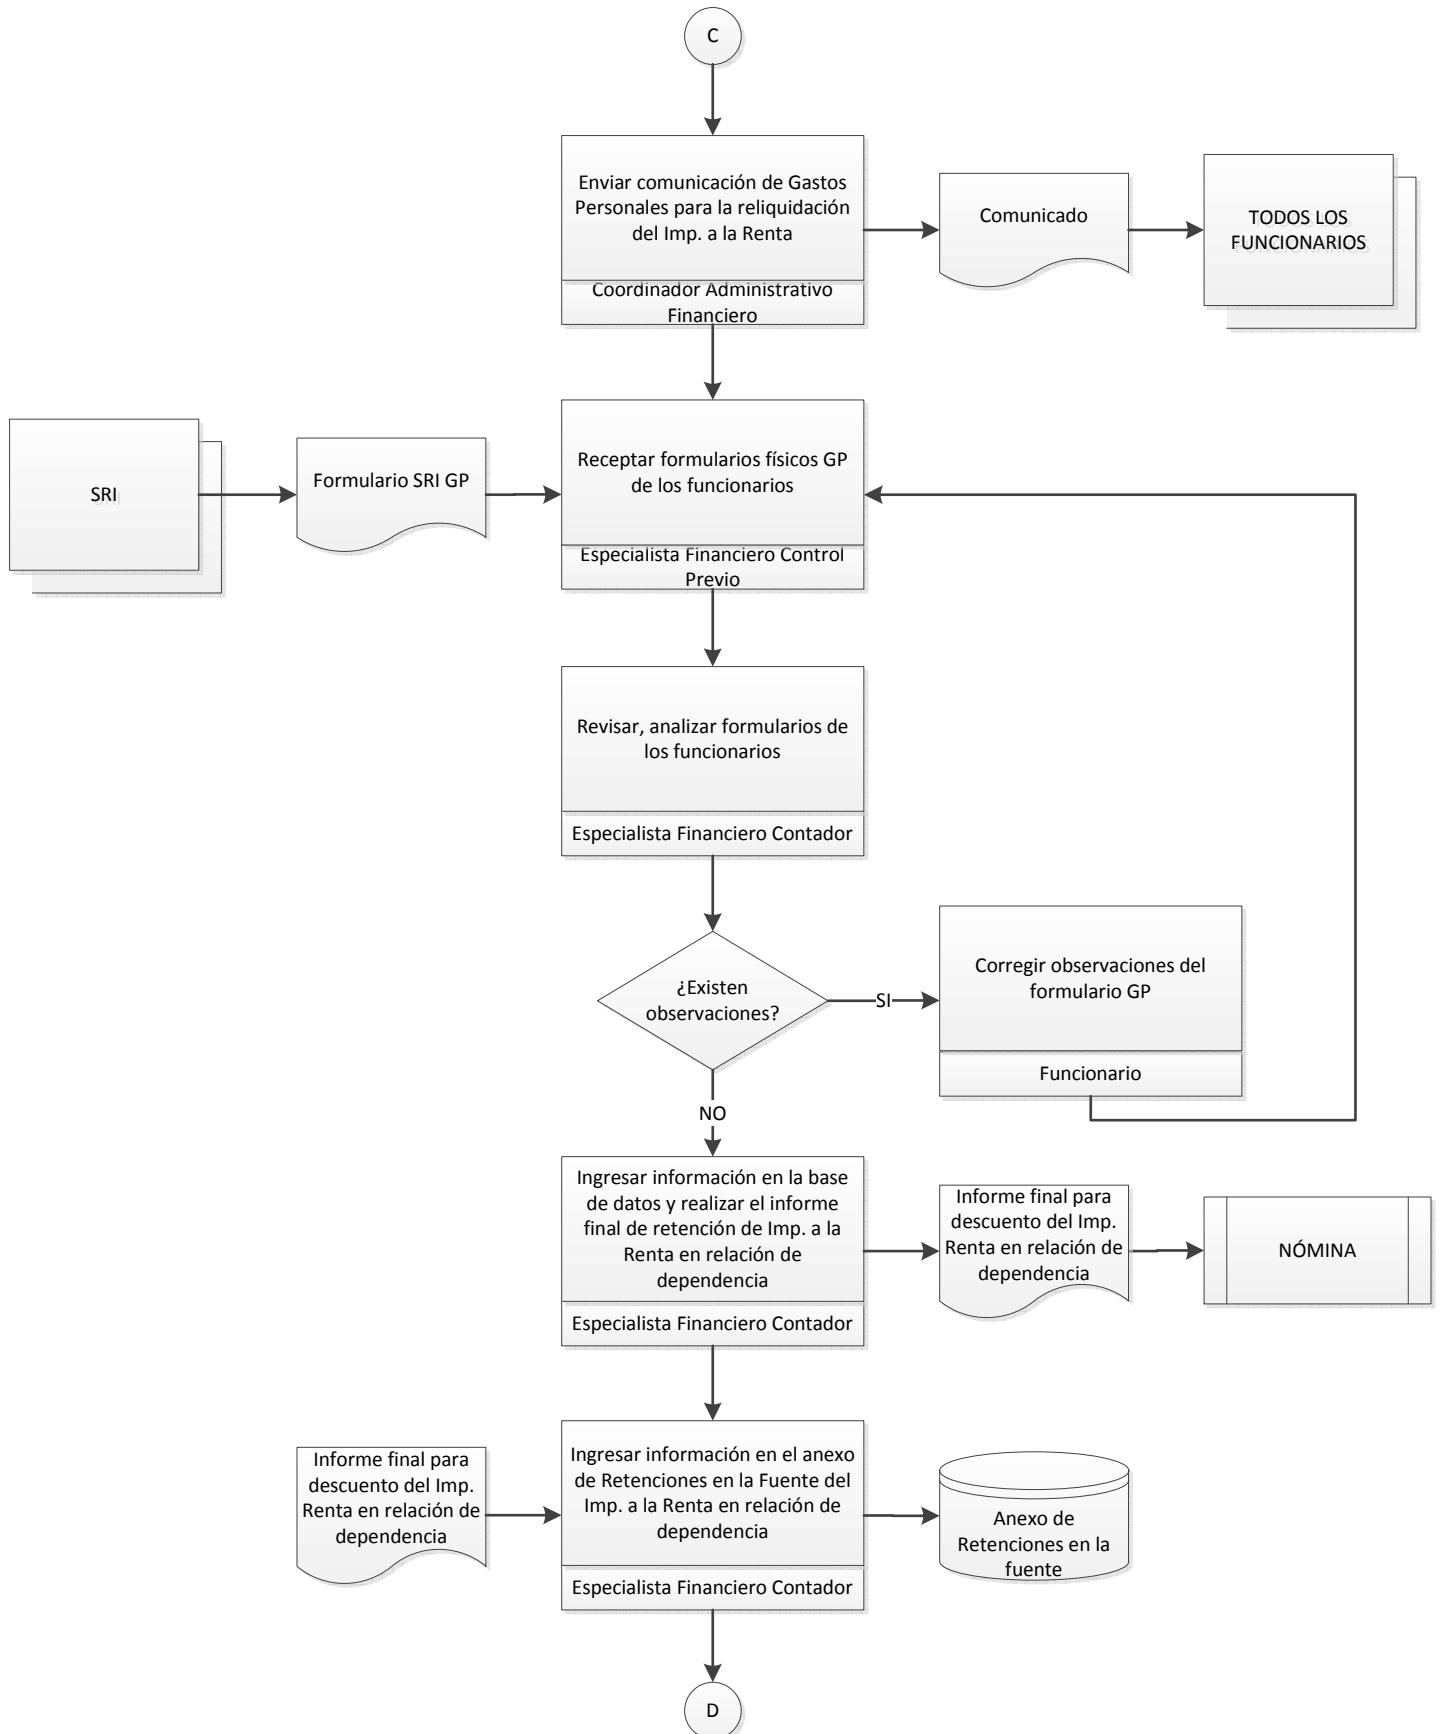 C
Enviar comunicación de Gastos
Personales para la reliquidación
del Imp. a la Renta
Coordinador Administrativo
Financiero
Comunicado
TODOS LOS
FUNCIONARIOS
SRI
Formulario SRI GP
Receptar formularios físicos GP
de los funcionarios
Especialista Financiero Control
Previo
Revisar, analizar formularios de
los funcionarios
Especialista Financiero Contador
¿Existen
observaciones?
SI
Corregir observaciones del
formulario GP
Funcionario
NO
Ingresar información en la base
de datos y realizar el informe
final de retención de Imp. a la
Renta en relación de
dependencia
Especialista Financiero Contador
Informe final para
descuento del Imp.
Renta en relación de
dependencia
NÓMINA
Informe final para
descuento del Imp.
Renta en relación de
dependencia
Ingresar información en el anexo
de Retenciones en la Fuente del
Imp. a la Renta en relación de
dependencia
Especialista Financiero Contador
Anexo de
Retenciones en la
fuente
D